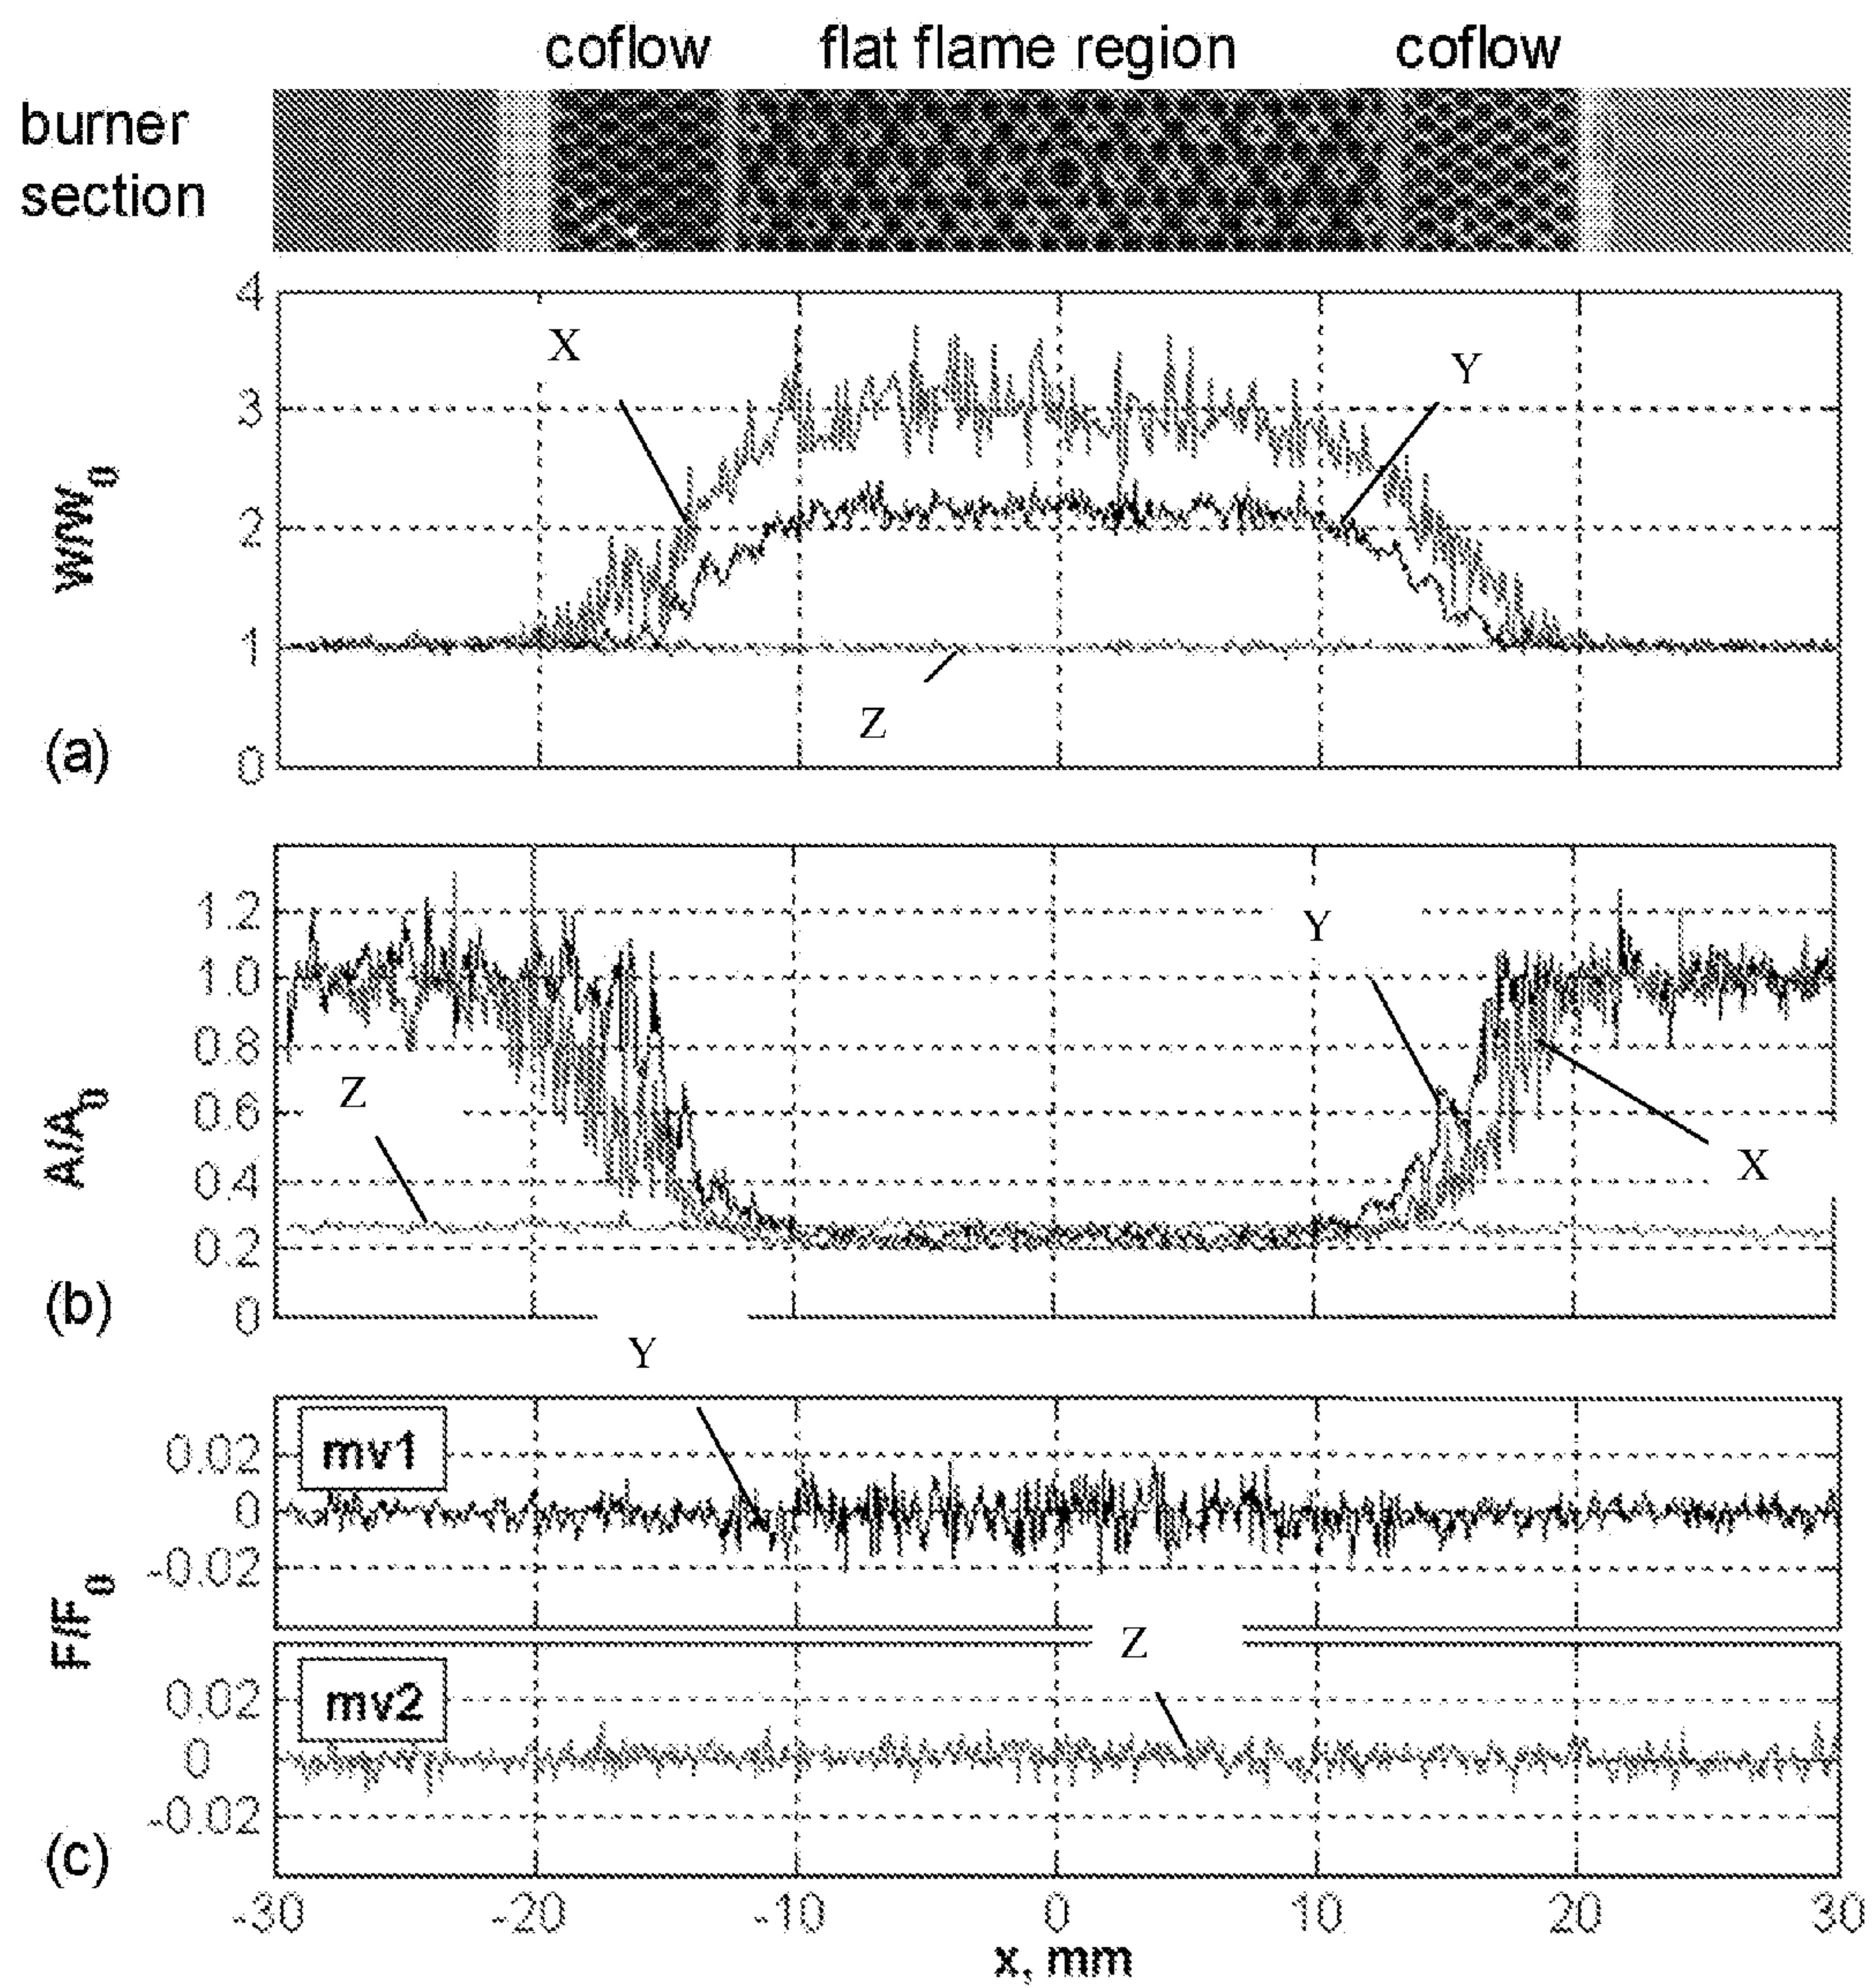 coflow flat flame region coflow
burner
section
4
X
Y
3
W/W0
2
1
Z
(a)
0
1.2
Y
1.0
0.8
Z
A/A0
0.6
X
0.4
0.2
(b)
0
Y
mv1
0.02
0
-0.02
F/F0
Z
mv2
0.02
0
-0.02
(c)
-30 -20 -10 0 10 20 30
x, mm